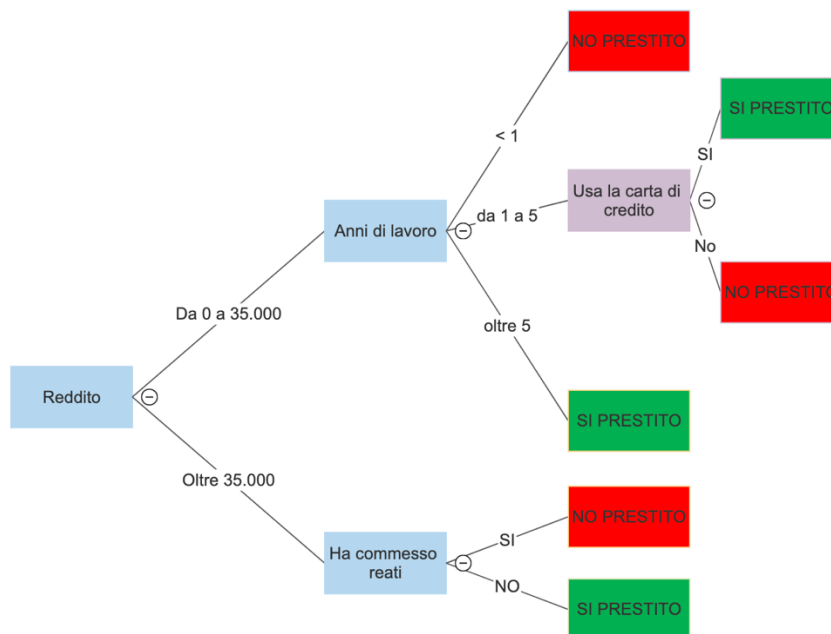 NO PRESTITO
SI PRESTITO
< 1
SI
Usa la carta di
credito
da 1 a 5
Anni di lavoro
No
NO PRESTITO
Da 0 a 35.000
oltre 5
Reddito
SI PRESTITO
Oltre 35.000
NO PRESTITO
SI
Ha commesso
reati
NO
SI PRESTITO